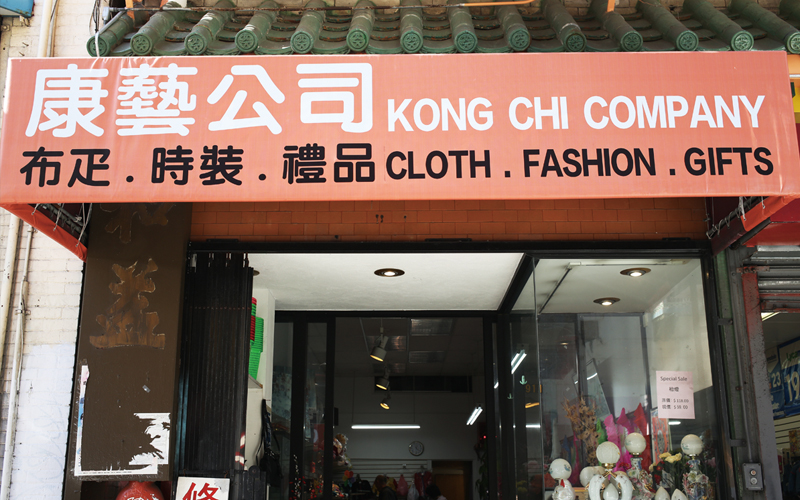 康藝公司 KONG CHI COMPANY
布疋.時裝.禮品 CLOTH . FASHION . GIFTS
Special Sale